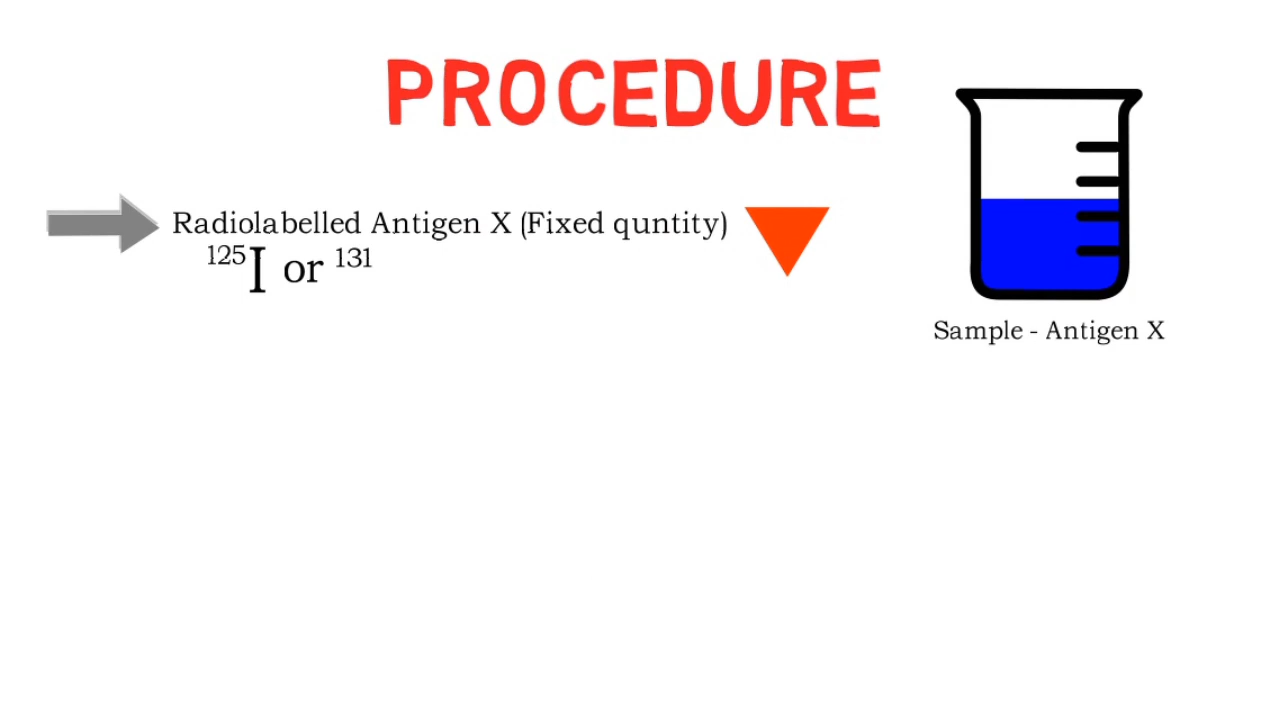 PROCEDURE
Radiolabelled Antigen X (Fixed quntity)
¹²⁵I or ¹³¹
Sample - Antigen X